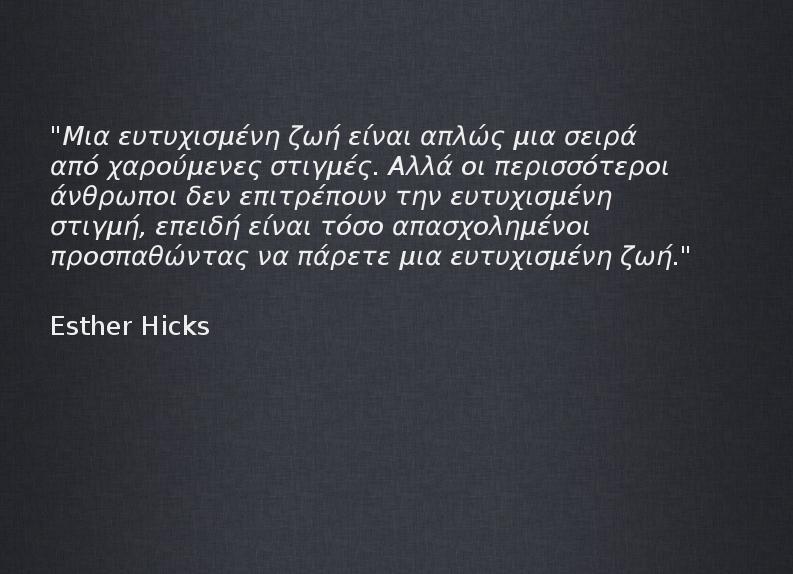 "Μια ευτυχισμένη ζωή είναι απλώς μια σειρά
από χαρούμενες στιγμές. Αλλά οι περισσότεροι
άνθρωποι δεν επιτρέπουν την ευτυχισμένη
στιγμή, επειδή είναι τόσο απασχολημένοι
προσπαθώντας να πάρετε μια ευτυχισμένη ζωή."
Esther Hicks